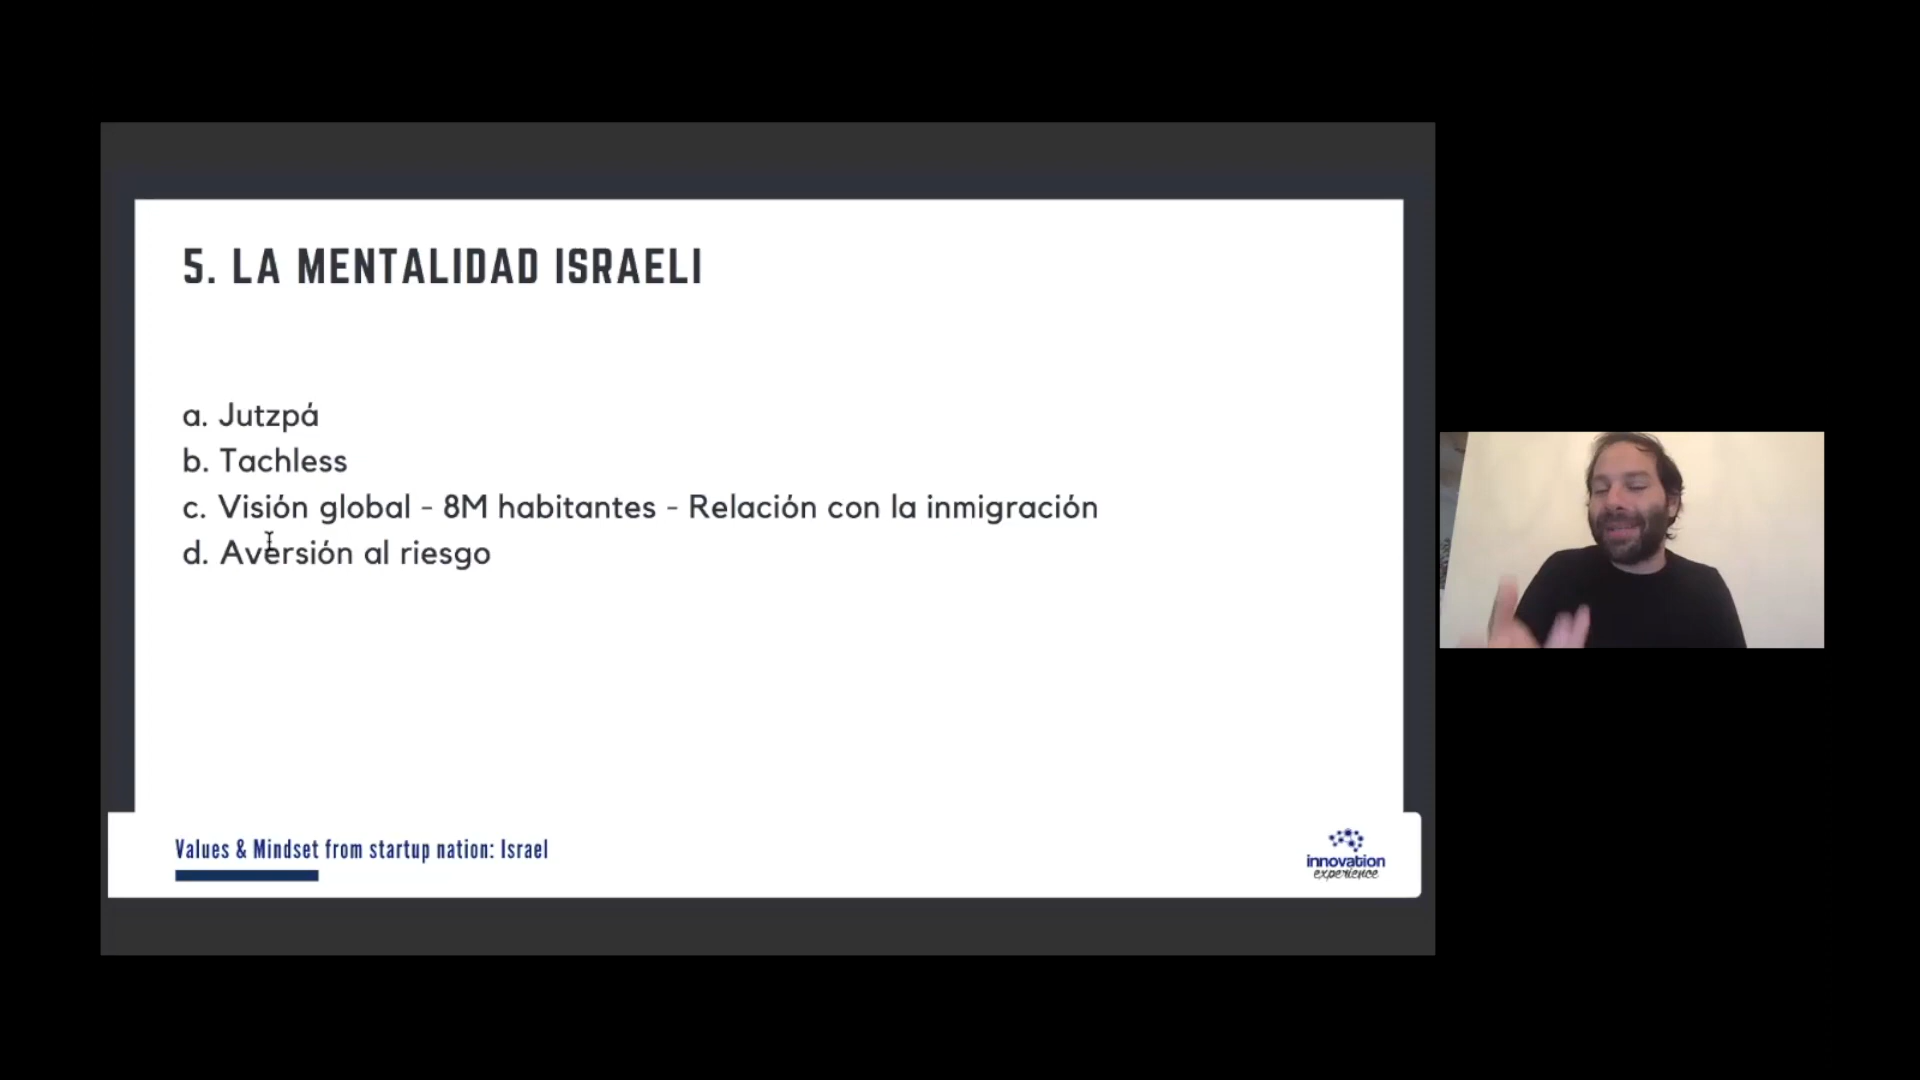 5. LA MENTALIDAD ISRAELI
a. Jutzpá
b. Tachless
c. Visión global - 8M habitantes - Relación con la inmigración
d. Aversión al riesgo
Values & Mindset from startup nation: Israel
innovation
experience